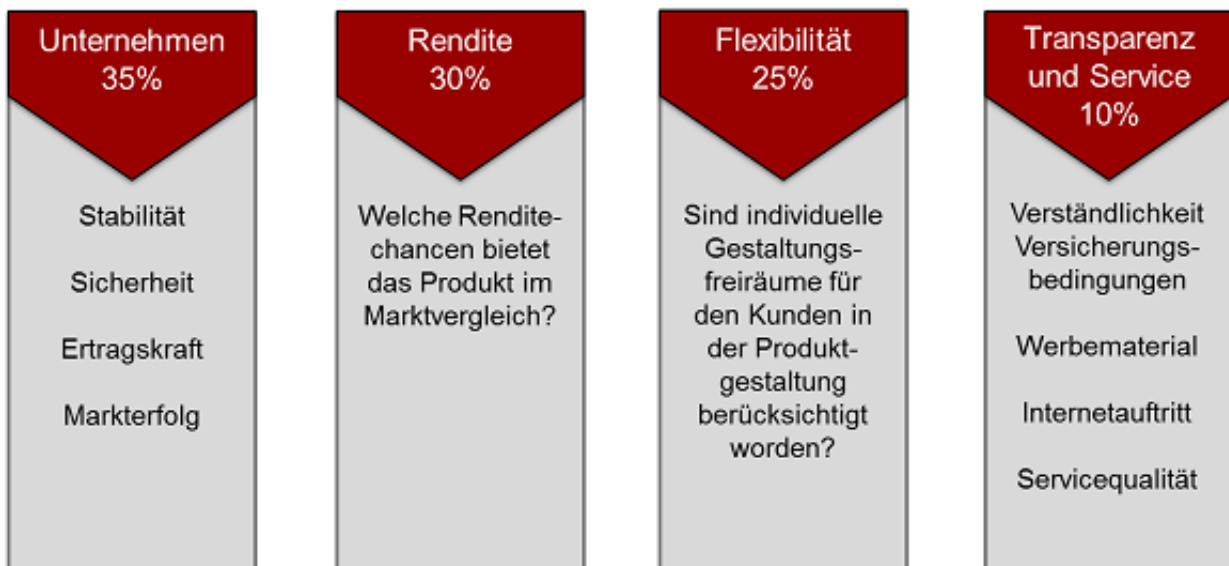 Unternehmen
35%
Stabilität
Sicherheit
Ertragskraft
Markterfolg
Rendite
30%
Welche Rendite-
chancen bietet
das Produkt im
Marktvergleich?
Flexibilität
25%
Sind individuelle
Gestaltungs-
freiräume für
den Kunden in
der Produkt-
gestaltung
berücksichtigt
worden?
Transparenz
und Service
10%
Verständlichkeit
Versicherungs-
bedingungen
Werbematerial
Internetauftritt
Servicequalität